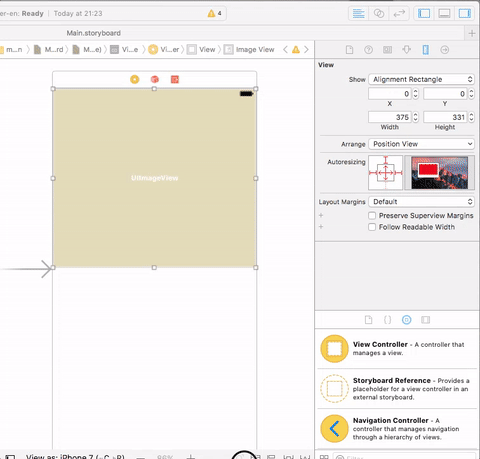 er-en: Ready | Today at 21:23
4
Main.storyboard
m...n
M...rd
M...e)
Vi...e
Vi...er
View
Image View
View
Show Alignment Rectangle
0 0
X Y
375 331
Width Height
Arrange Position View
Autoresizing
Layout Margins Default
Preserve Superview Margins
Follow Readable Width
UIImageView
View Controller - A controller that
manages a view.
Storyboard Reference - Provides a
placeholder for a view controller in an
external storyboard.
Navigation Controller - A
controller that manages navigation
through a hierarchy of views.
View as: iPhone 7
Filter